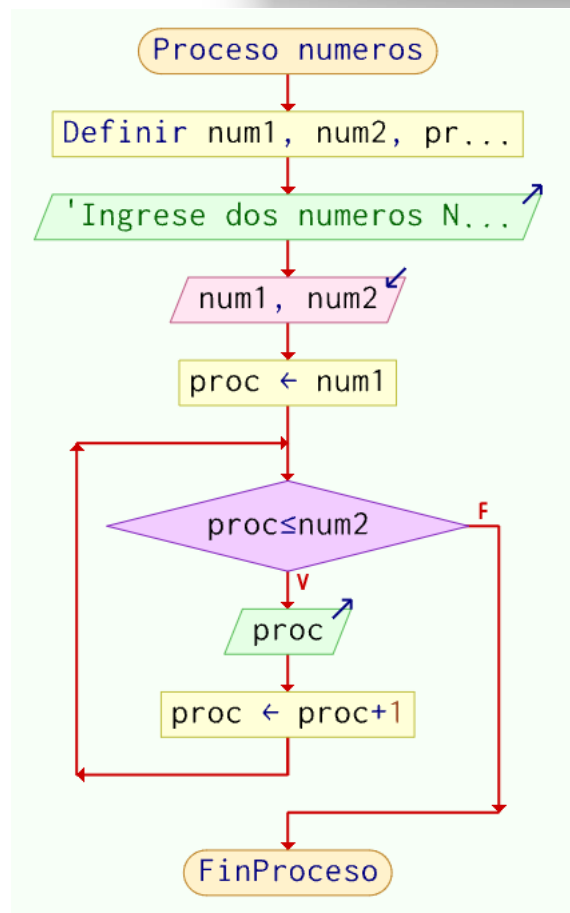 Proceso numeros
Definir num1, num2, pr...
'Ingrese dos numeros N...
num1, num2
proc ← num1
proc≤num2
F
V
proc
proc ← proc+1
FinProceso